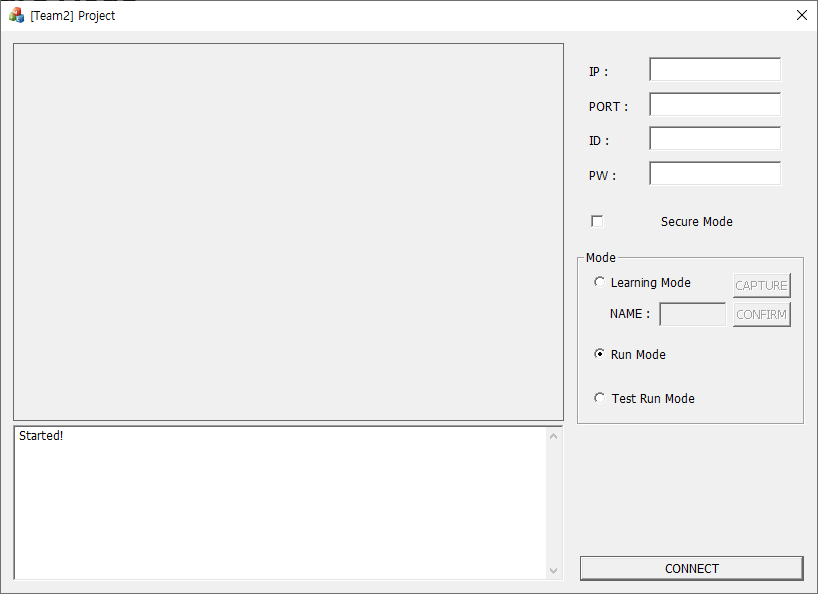 [Team2] Project
IP :
PORT :
ID :
PW :
Secure Mode
Mode
Learning Mode
CAPTURE
NAME :
CONFIRM
Run Mode
Test Run Mode
Started!
CONNECT